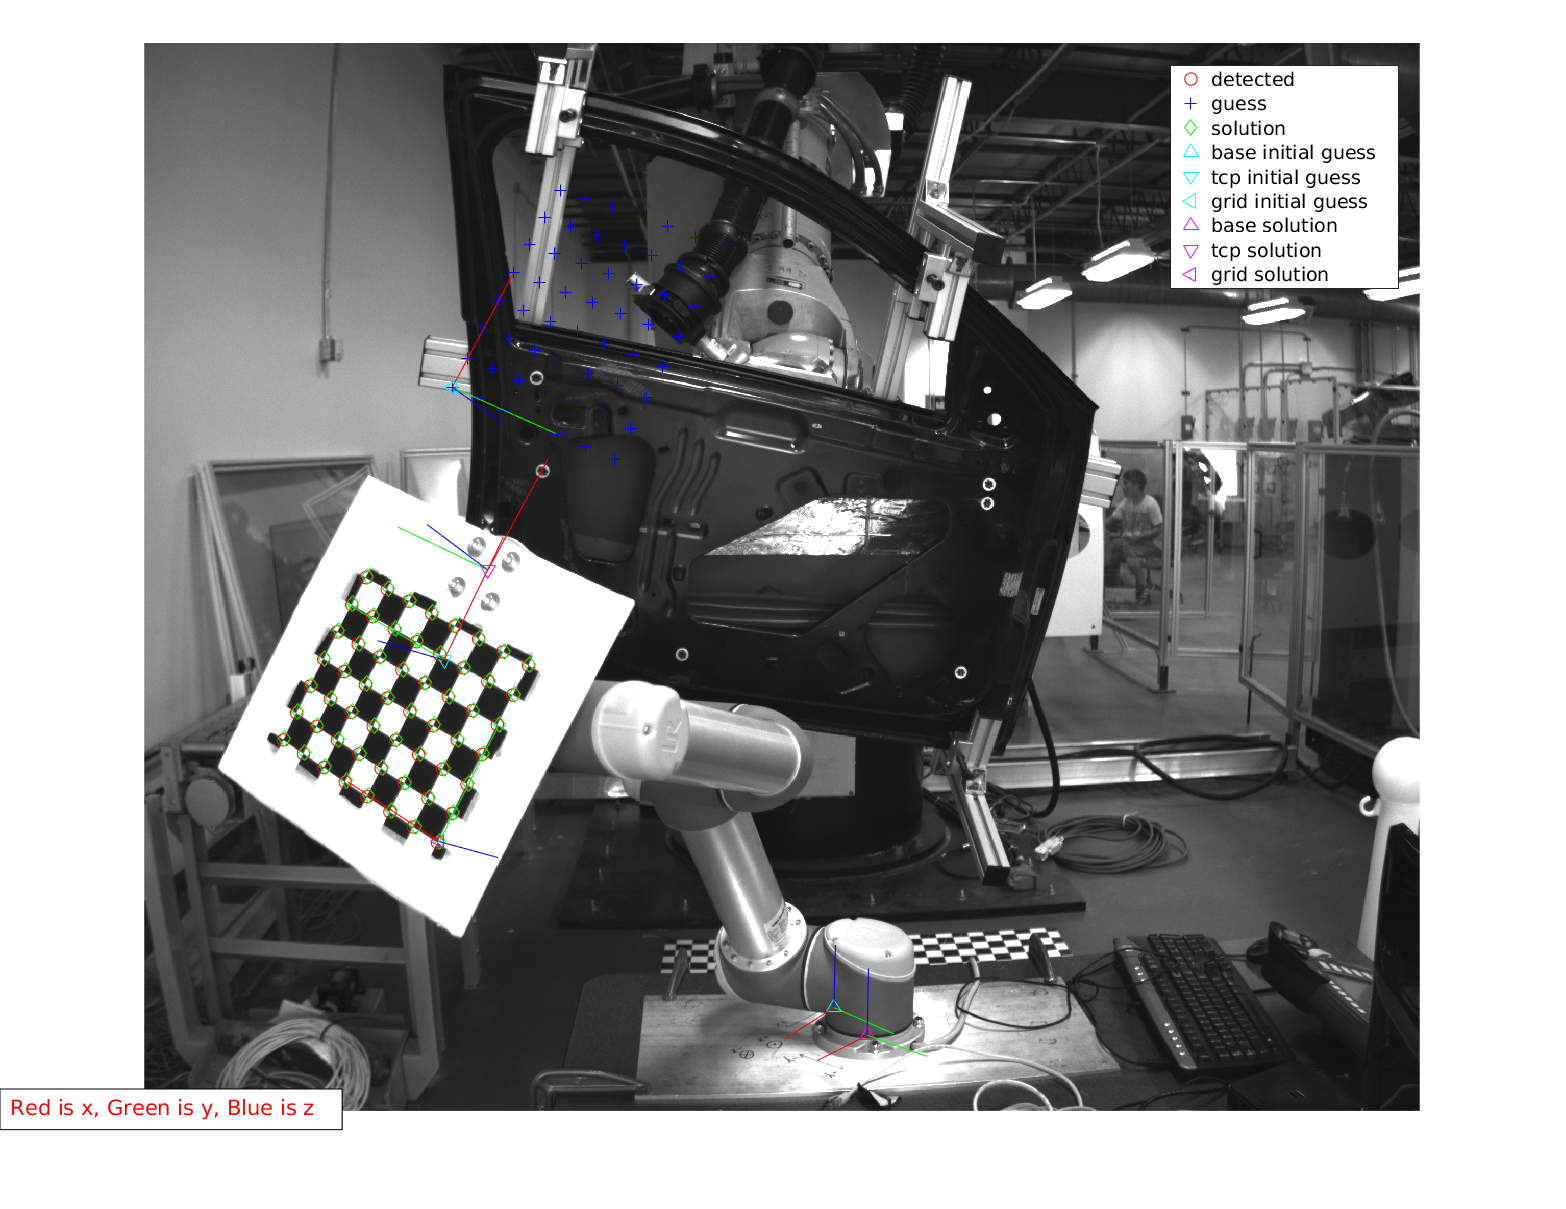 detected
guess
solution
base initial guess
tcp initial guess
grid initial guess
base solution
tcp solution
grid solution
UR
Red is x, Green is y, Blue is z